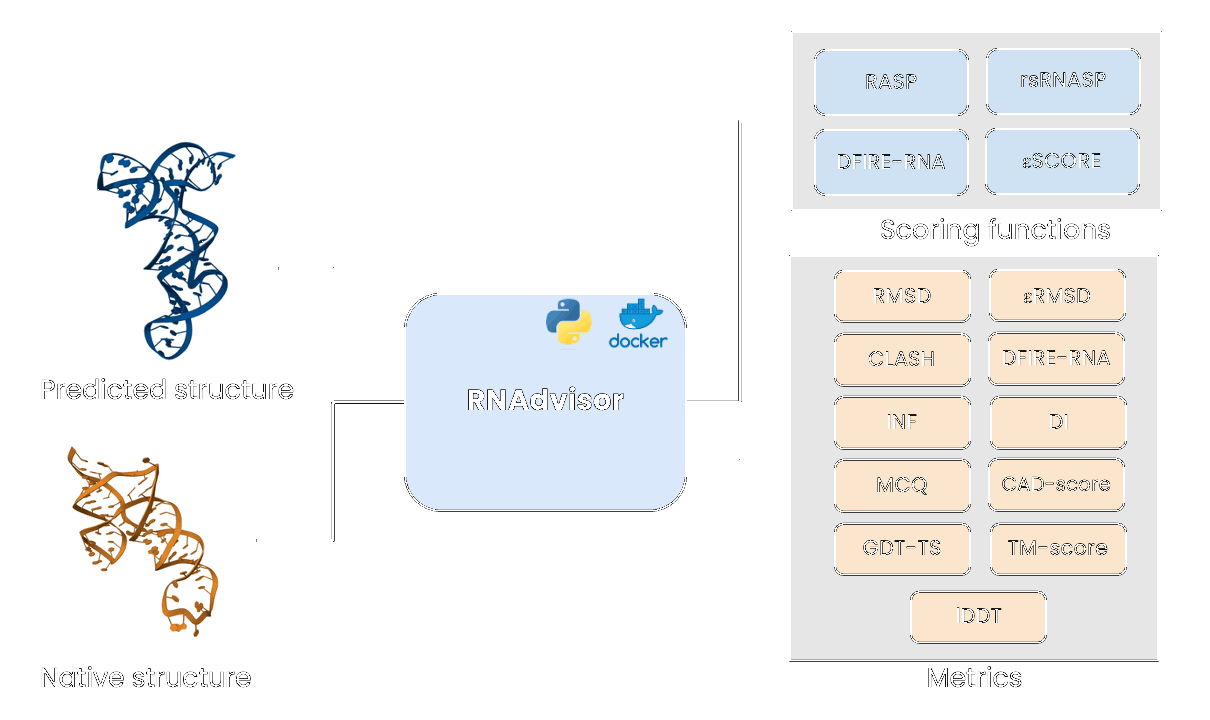 RASP
rsRNASP
DFIRE-RNA
εSCORE
Scoring functions
Predicted structure
Native structure
docker
RNAdvisor
RMSD
εRMSD
CLASH
DFIRE-RNA
INF
DI
MCQ
CAD-score
GDT-TS
TM-score
lDDT
Metrics